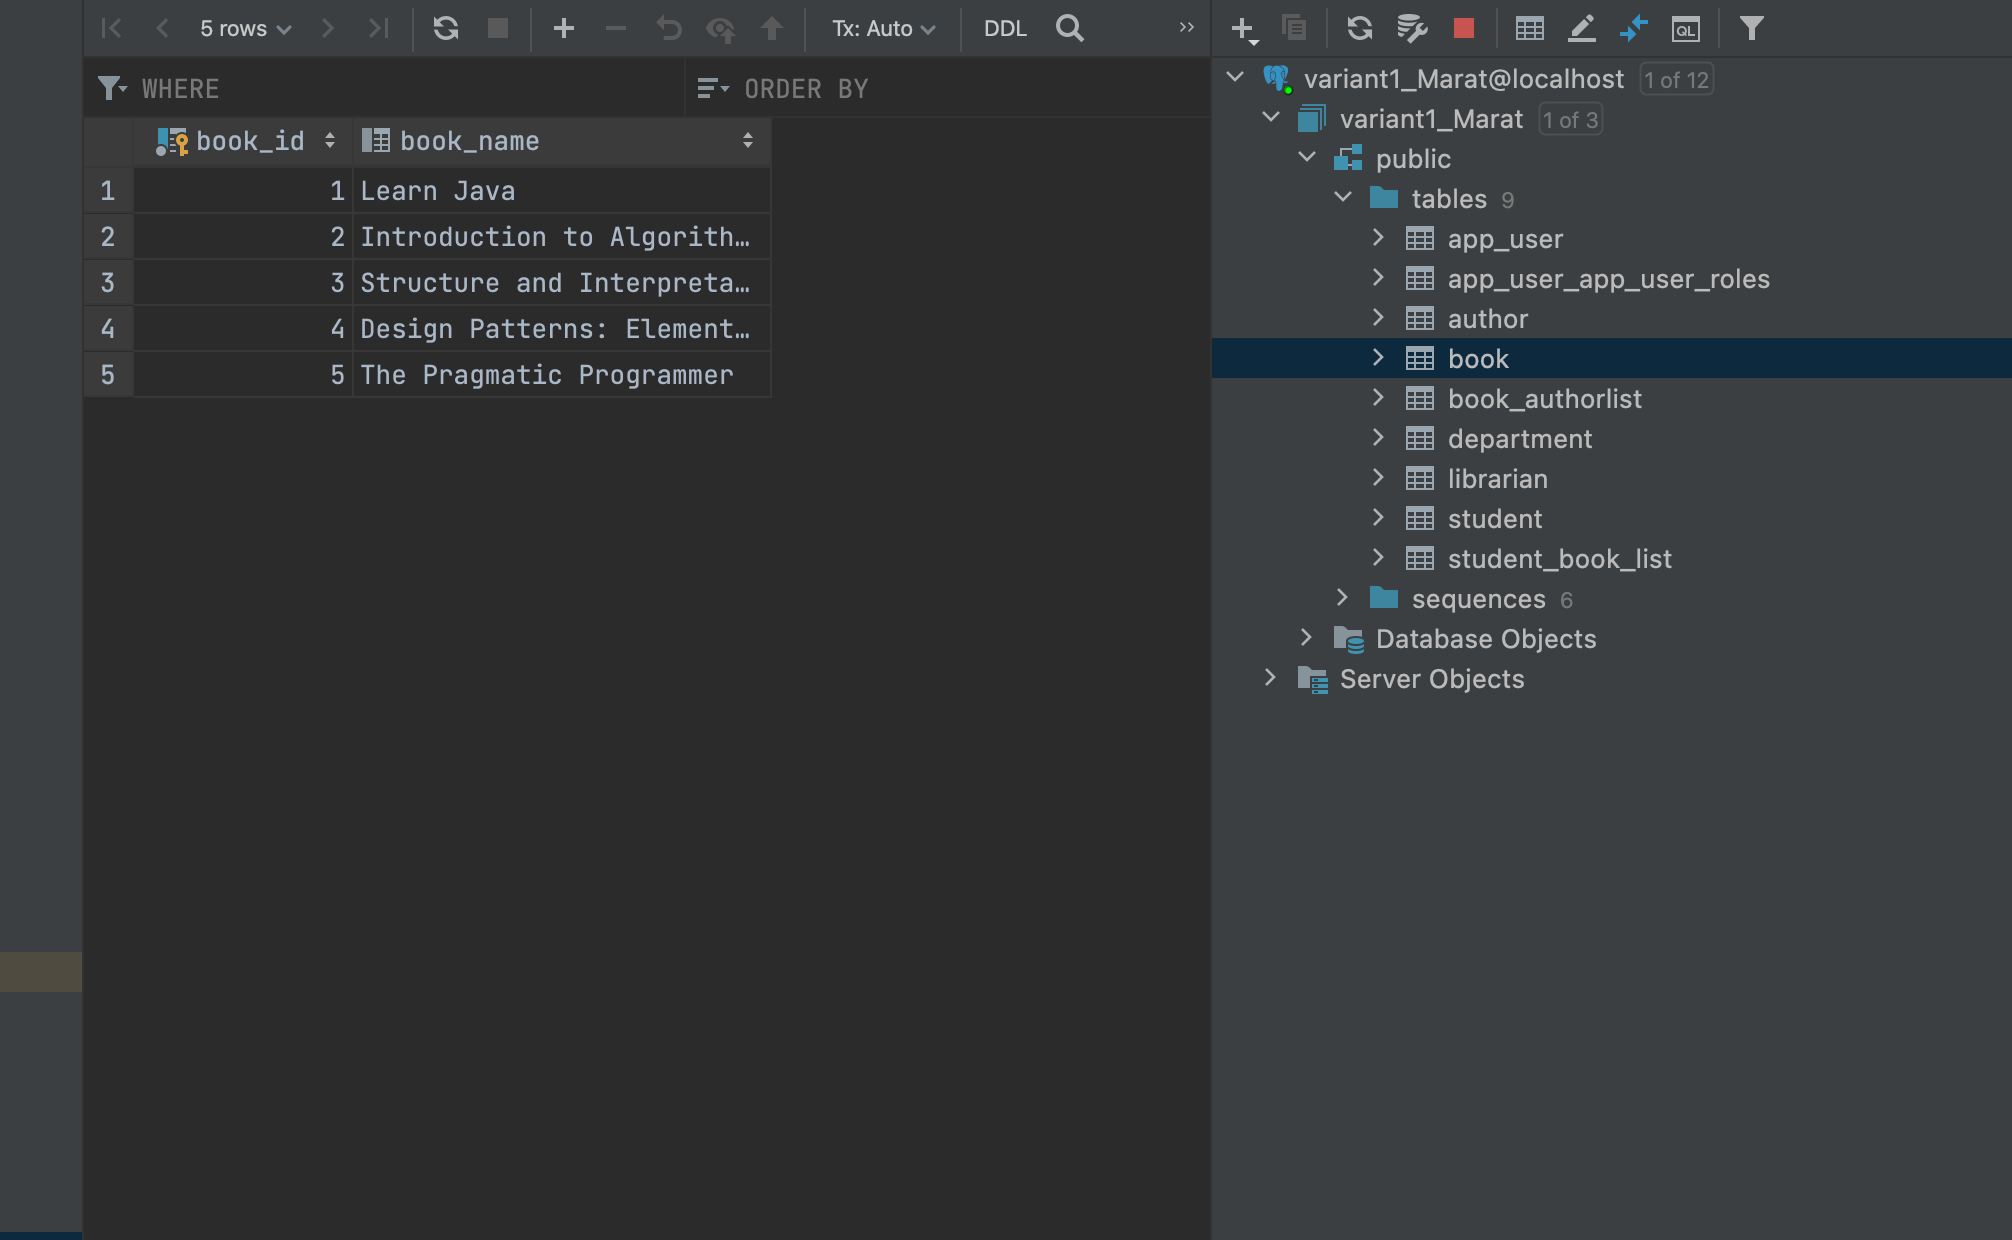 5 rows
Tx: Auto
DDL
WHERE
ORDER BY
book_id
book_name
1 1 Learn Java
2 2 Introduction to Algorith…
3 3 Structure and Interpreta…
4 4 Design Patterns: Element…
5 5 The Pragmatic Programmer
QL
variant1_Marat@localhost 1 of 12
variant1_Marat 1 of 3
public
tables 9
app_user
app_user_app_user_roles
author
book
book_authorlist
department
librarian
student
student_book_list
sequences 6
Database Objects
Server Objects